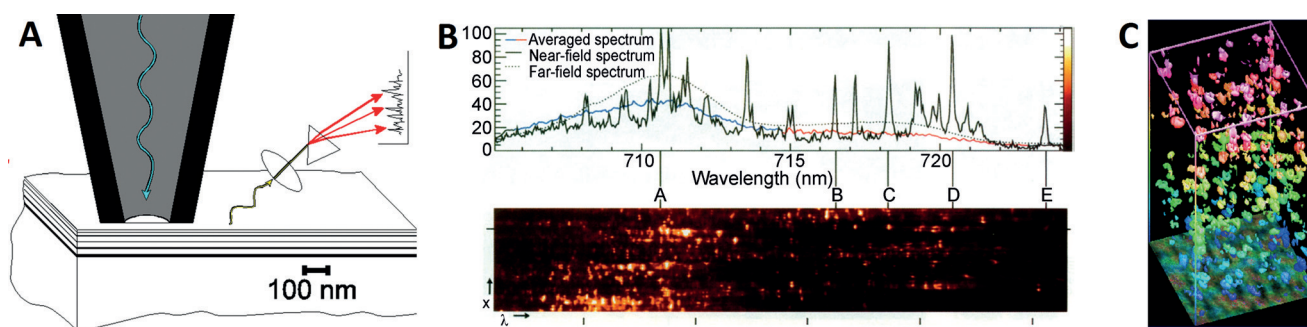 A
100 nm
B
100
80
60
40
20
0
Averaged spectrum
Near-field spectrum
Far-field spectrum
710
715
720
Wavelength (nm)
A B C D E
x
λ
C